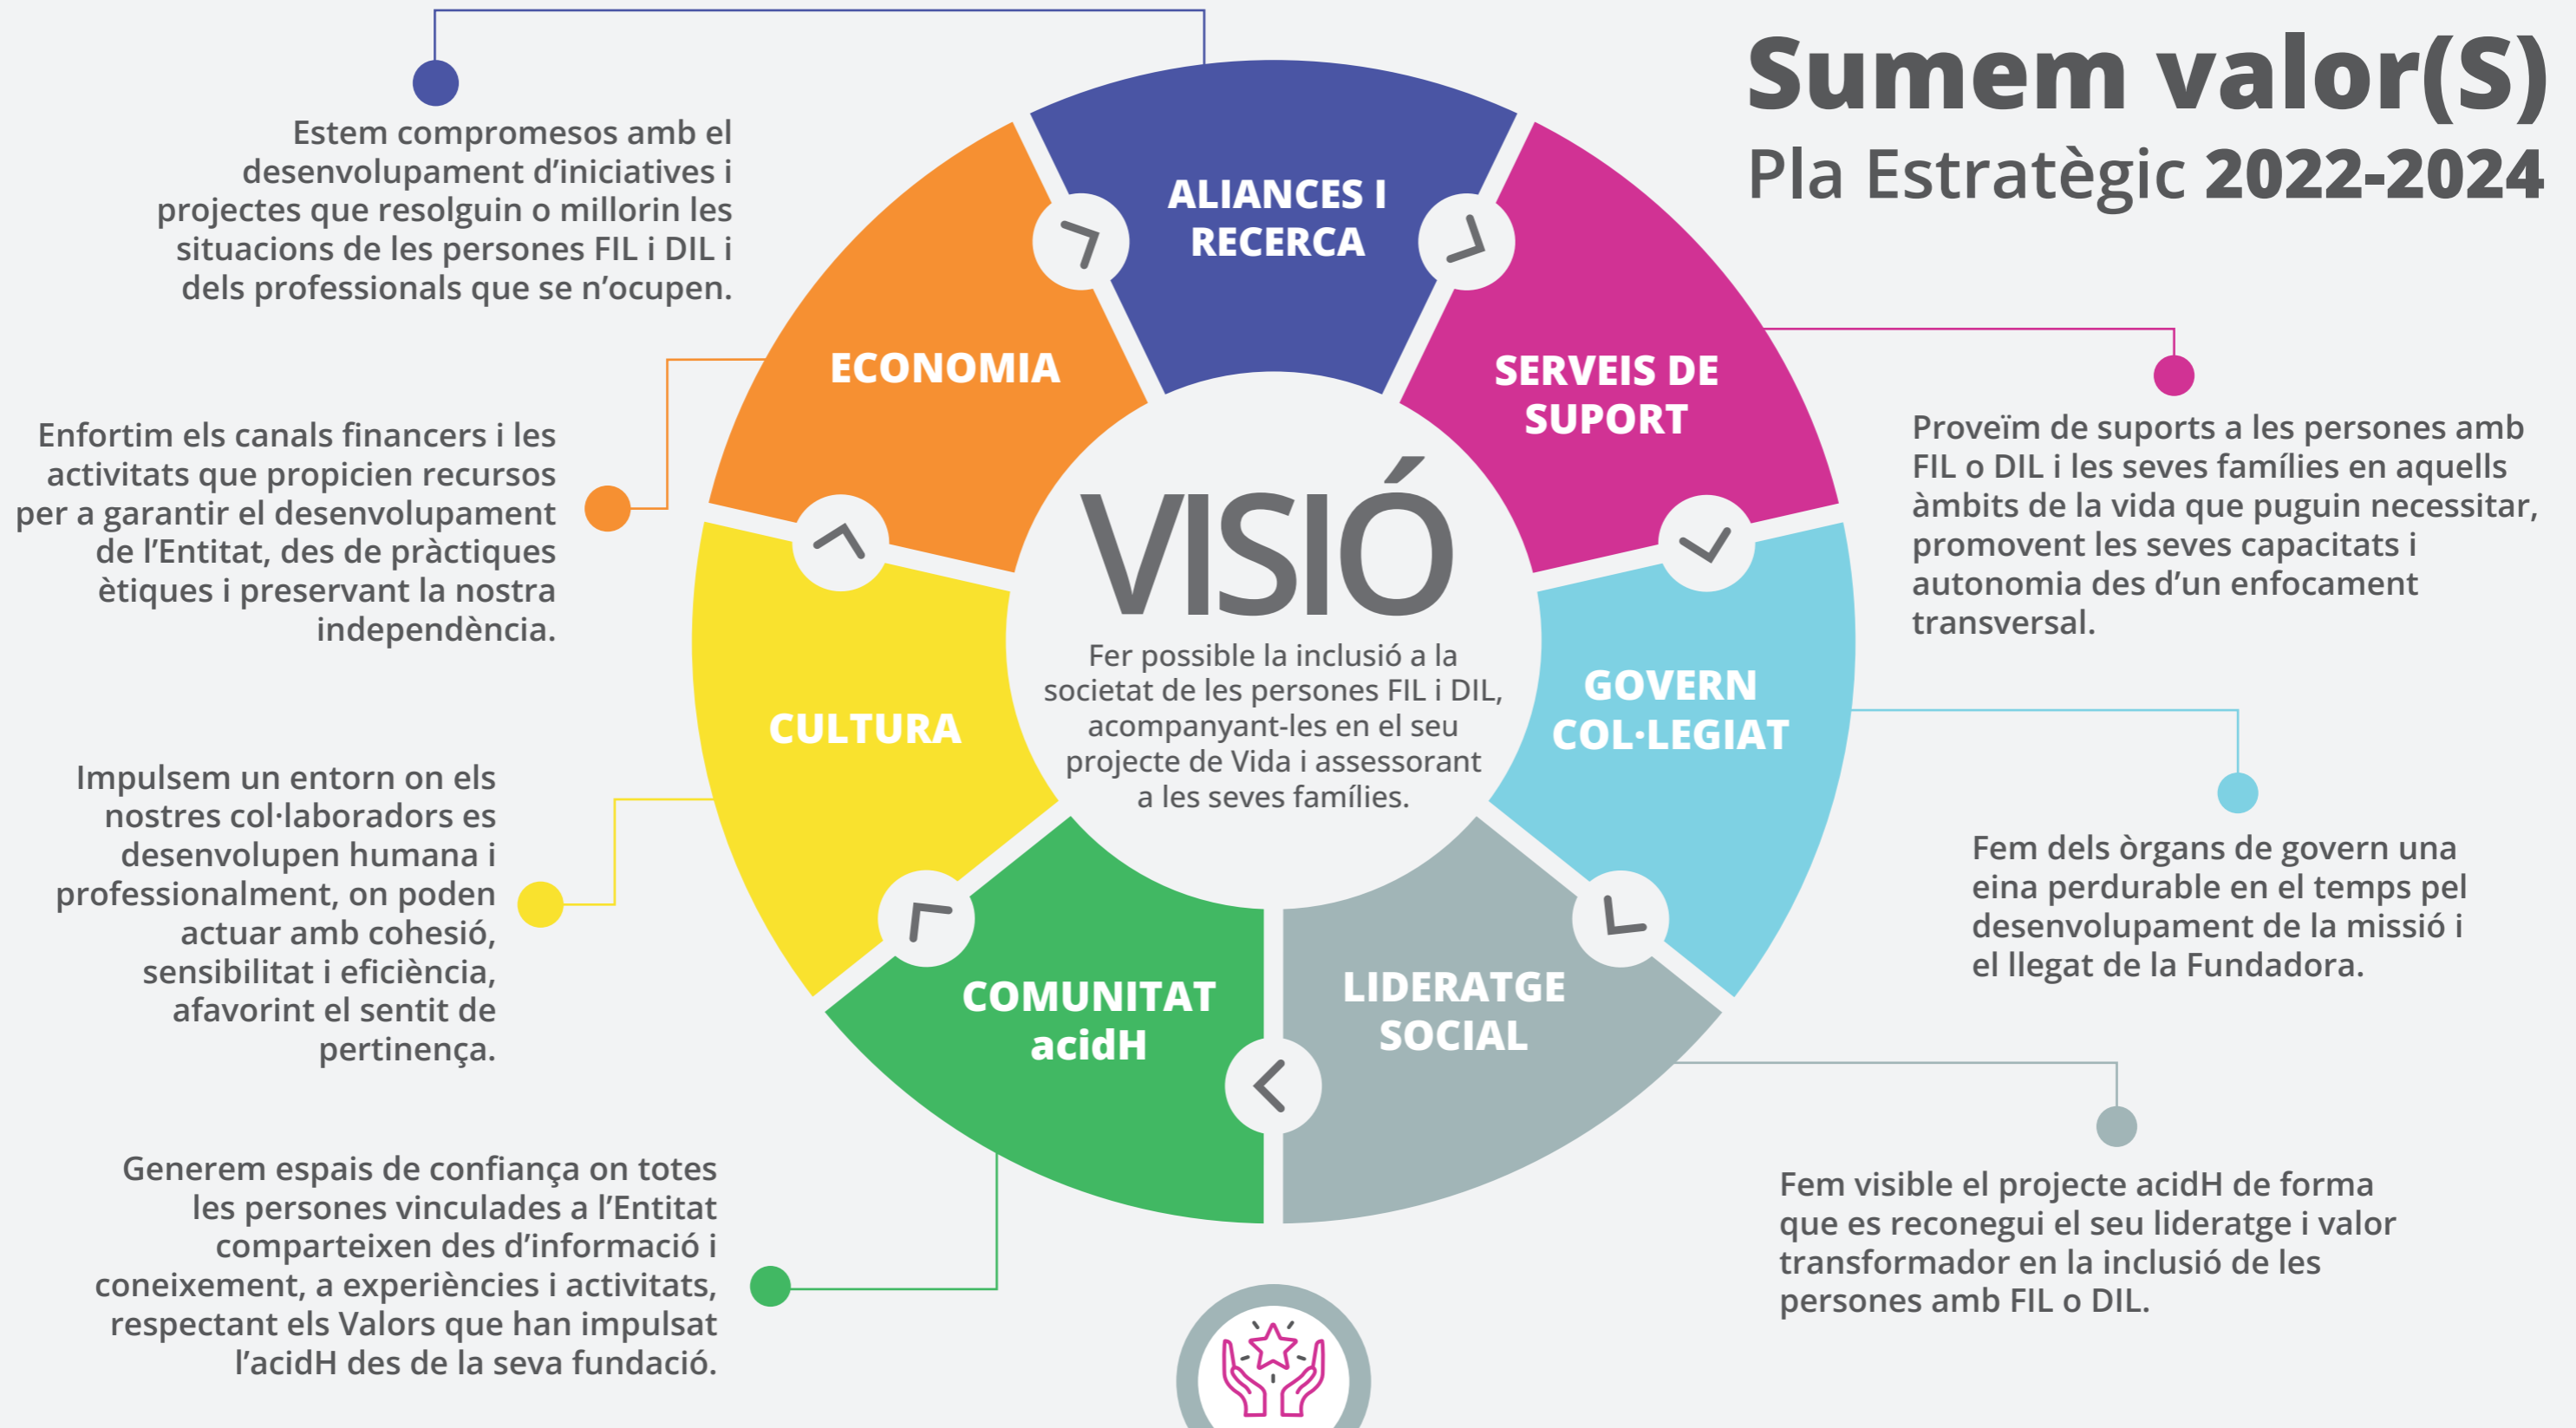 Sumem valor(S)
Pla Estratègic 2022-2024
ALIANCES I
RECERCA
Estem compromesos amb el
desenvolupament d’iniciatives i
projectes que resolguin o millorin les
situacions de les persones FIL i DIL i
dels professionals que se n’ocupen.
SERVEIS DE
SUPORT
Proveïm de suports a les persones amb
FIL o DIL i les seves famílies en aquells
àmbits de la vida que puguin necessitar,
promovent les seves capacitats i
autonomia des d’un enfocament
transversal.
GOVERN
COL·LEGIAT
Fem dels òrgans de govern una
eina perdurable en el temps pel
desenvolupament de la missió i
el llegat de la Fundadora.
LIDERATGE
SOCIAL
Fem visible el projecte acidH de forma
que es reconegui el seu lideratge i valor
transformador en la inclusió de les
persones amb FIL o DIL.
COMUNITAT
acidH
Generem espais de confiança on totes
les persones vinculades a l’Entitat
comparteixen des d’informació i
coneixement, a experiències i activitats,
respectant els Valors que han impulsat
l’acidH des de la seva fundació.
CULTURA
Impulsem un entorn on els
nostres col·laboradors es
desenvolupen humana i
professionalment, on poden
actuar amb cohesió,
sensibilitat i eficiència,
afavorint el sentit de
pertinença.
ECONOMIA
Enfortim els canals financers i les
activitats que propicien recursos
per a garantir el desenvolupament
de l’Entitat, des de pràctiques
ètiques i preservant la nostra
independència.
VISIÓ
Fer possible la inclusió a la
societat de les persones FIL i DIL,
acompanyant-les en el seu
projecte de Vida i assessorant
a les seves famílies.